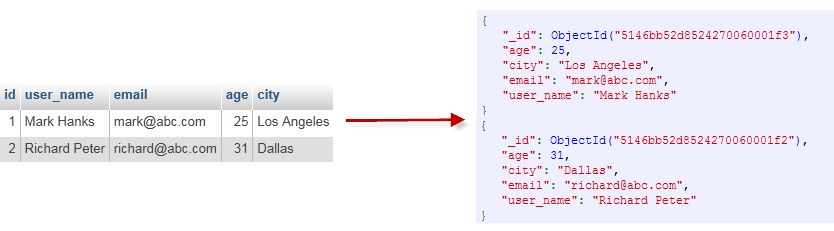 id user_name email age city
1 Mark Hanks mark@abc.com 25 Los Angeles
2 Richard Peter richard@abc.com 31 Dallas
{
"_id": ObjectId("5146bb52d8524270060001f3"),
"age": 25,
"city": "Los Angeles",
"email": "mark@abc.com",
"user_name": "Mark Hanks"
}
{
"_id": ObjectId("5146bb52d8524270060001f2"),
"age": 31,
"city": "Dallas",
"email": "richard@abc.com",
"user_name": "Richard Peter"
}